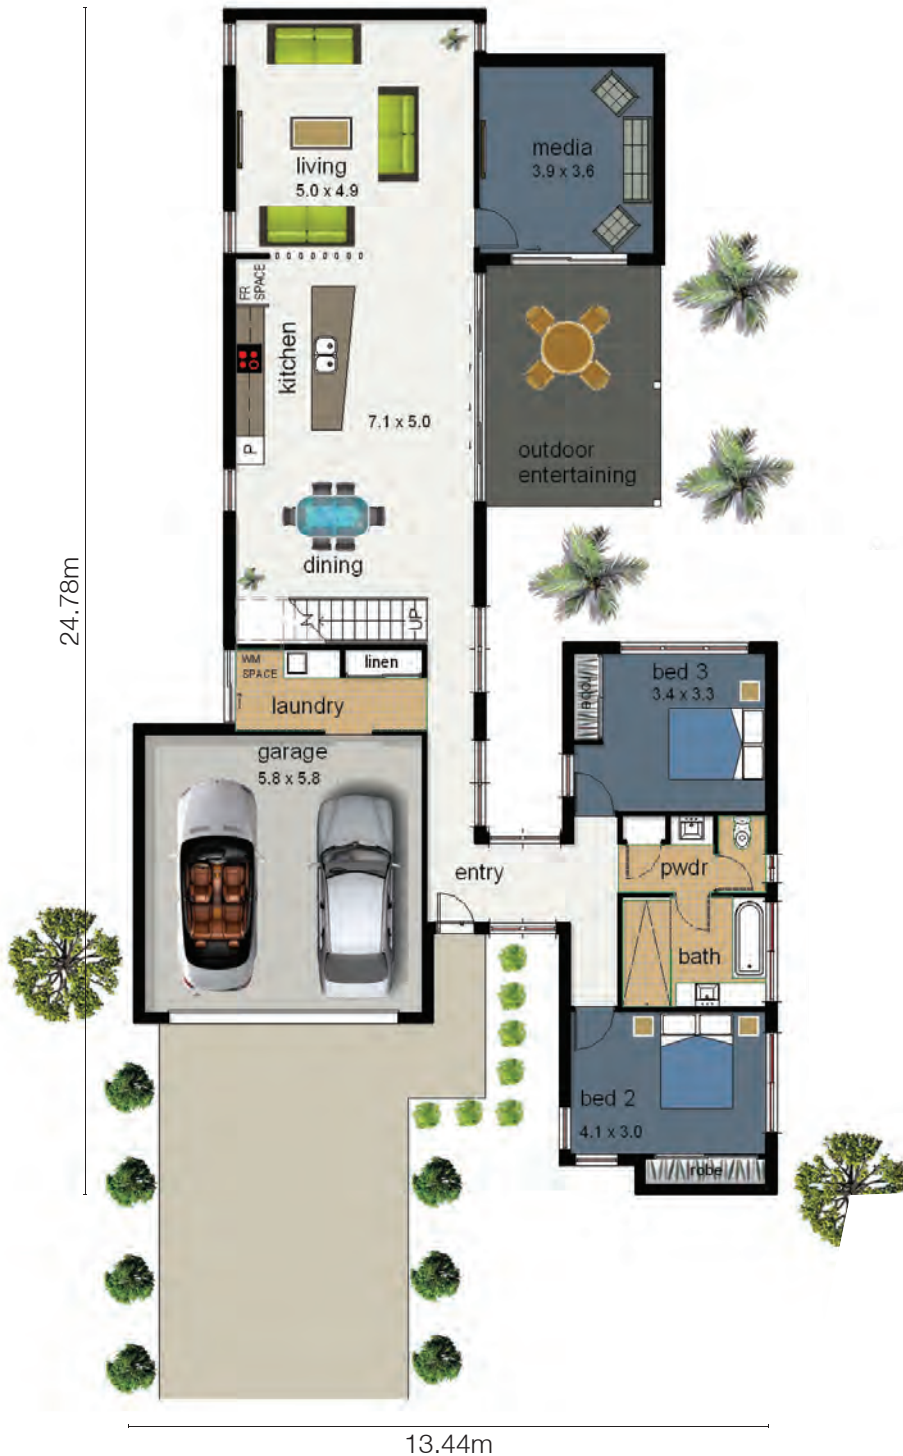 living
5.0 x 4.9
media
3.9 x 3.6
FR
SPACE
kitchen
7.1 x 5.0
P
outdoor
entertaining
dining
UP
24.78m
WM
SPACE
linen
laundry
bed 3
3.4 x 3.3
robe
garage
5.8 x 5.8
entry
pwdr
bath
bed 2
4.1 x 3.0
robe
13.44m